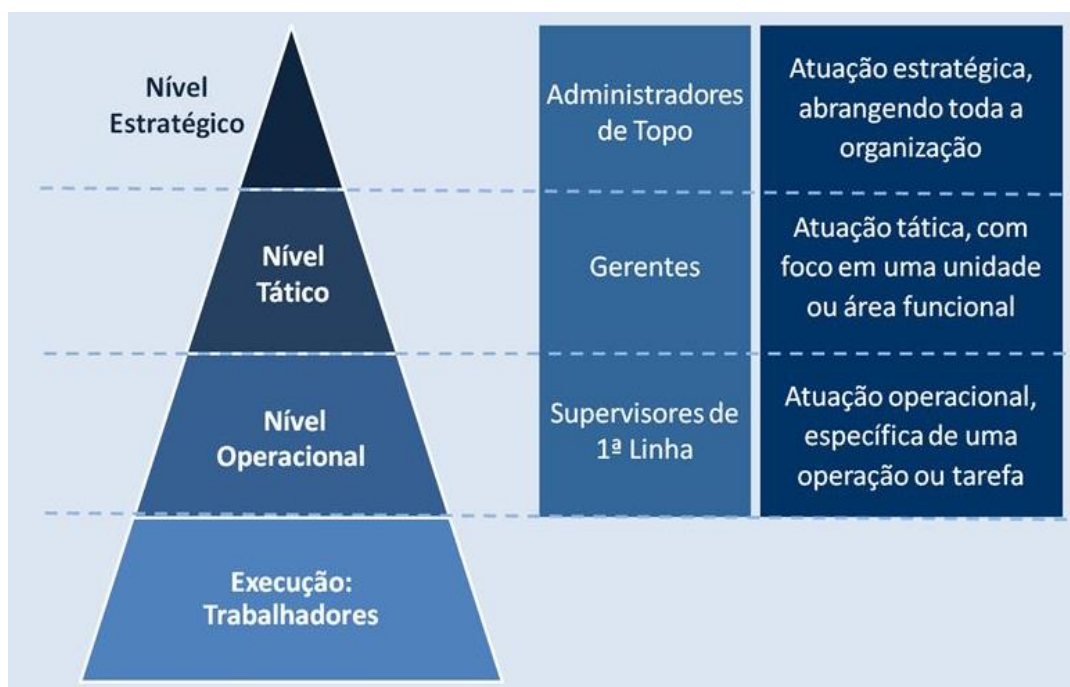 Nível
Estratégico
Administradores
de Topo
Atuação estratégica,
abrangendo toda a
organização
Nível
Tático
Gerentes
Atuação tática, com
foco em uma unidade
ou área funcional
Nível
Operacional
Supervisores de
1ª Linha
Atuação operacional,
específica de uma
operação ou tarefa
Execução:
Trabalhadores